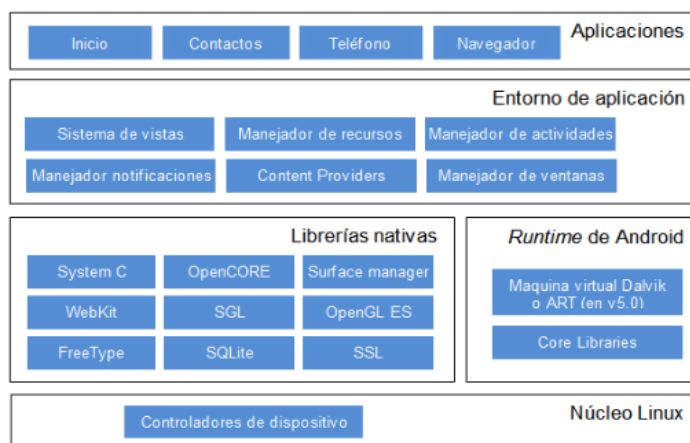 Aplicaciones
Inicio
Contactos
Teléfono
Navegador
Entorno de aplicación
Sistema de vistas
Manejador de recursos
Manejador de actividades
Manejador notificaciones
Content Providers
Manejador de ventanas
Librerías nativas
System C
OpenCORE
Surface manager
WebKit
SGL
OpenGL ES
FreeType
SQLite
SSL
Runtime de Android
Maquina virtual Dalvik
o ART (en v5.0)
Core Libraries
Núcleo Linux
Controladores de dispositivo